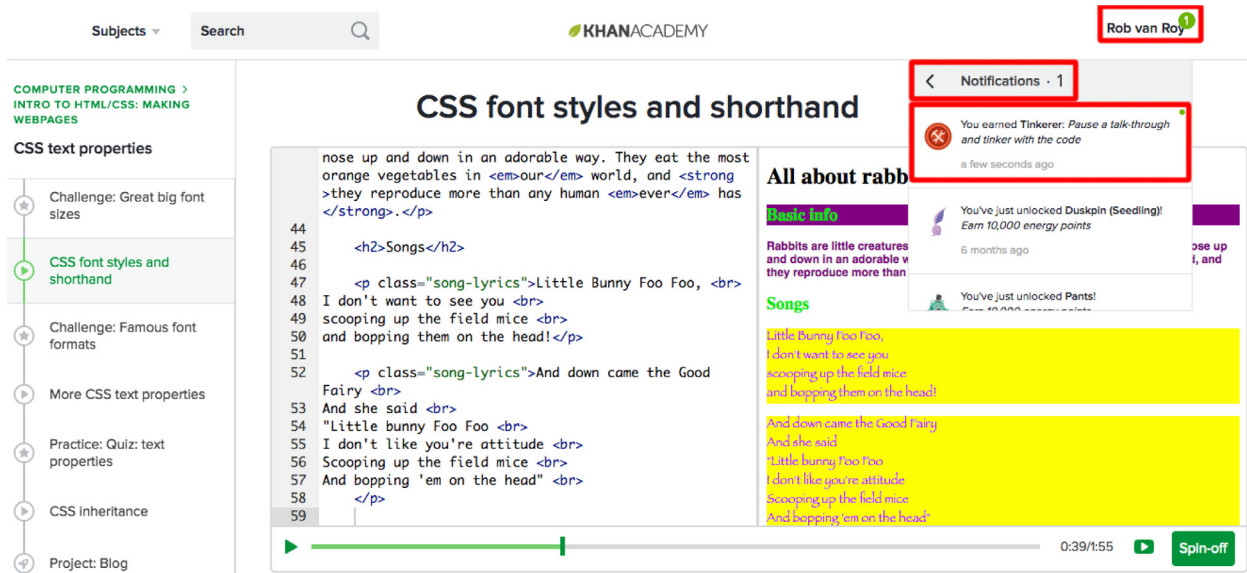 Subjects
Search
KHANACADEMY
Rob van Roy
1
COMPUTER PROGRAMMING >
INTRO TO HTML/CSS: MAKING
WEBPAGES
CSS text properties
Challenge: Great big font
sizes
CSS font styles and
shorthand
Challenge: Famous font
formats
More CSS text properties
Practice: Quiz: text
properties
CSS inheritance
Project: Blog
CSS font styles and shorthand
nose up and down in an adorable way. They eat the most
orange vegetables in <em>our</em> world, and <strong
>they reproduce more than any human <em>ever</em> has
</strong>.</p>
44
45 <h2>Songs</h2>
46
47 <p class="song-lyrics">Little Bunny Foo Foo, <br>
48 I don't want to see you <br>
49 scooping up the field mice <br>
50 and bopping them on the head!</p>
51
52 <p class="song-lyrics">And down came the Good
Fairy <br>
53 And she said <br>
54 "Little bunny Foo Foo <br>
55 I don't like you're attitude <br>
56 Scooping up the field mice <br>
57 And bopping 'em on the head" <br>
58 </p>
59
All about rabb
Basic info
Rabbits are little creatures
and down in an adorable w
they reproduce more than
ose up
d, and
Songs
Little Bunny Foo Foo,
I don't want to see you
scooping up the field mice
and bopping them on the head!
And down came the Good Fairy
And she said
"Little bunny Foo Foo
I don't like you're attitude
Scooping up the field mice
And bopping 'em on the head"
Notifications · 1
You earned Tinkerer: Pause a talk-through
and tinker with the code
a few seconds ago
You've just unlocked Duskpin (Seedling)!
Earn 10,000 energy points
6 months ago
You've just unlocked Pants!
Earn 10,000 energy points
0:39/1:55
Spin-off